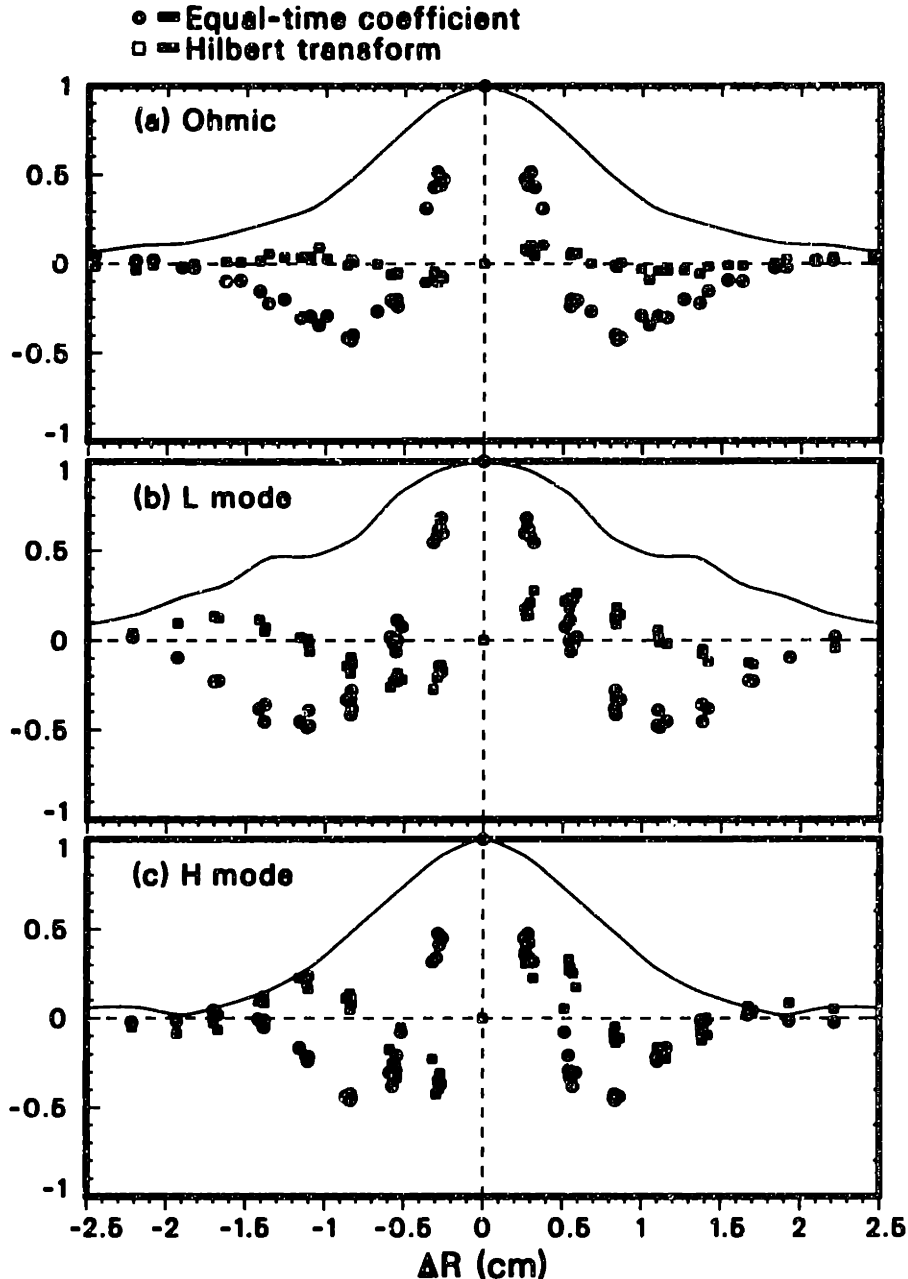 ● = Equal-time coefficient
□ = Hilbert transform
(a) Ohmic
1
0.5
0
-0.5
-1
(b) L mode
1
0.5
0
-0.5
-1
(c) H mode
1
0.5
0
-0.5
-1
-2.5 -2 -1.5 -1 -0.5 0 0.5 1 1.5 2 2.5
ΔR (cm)